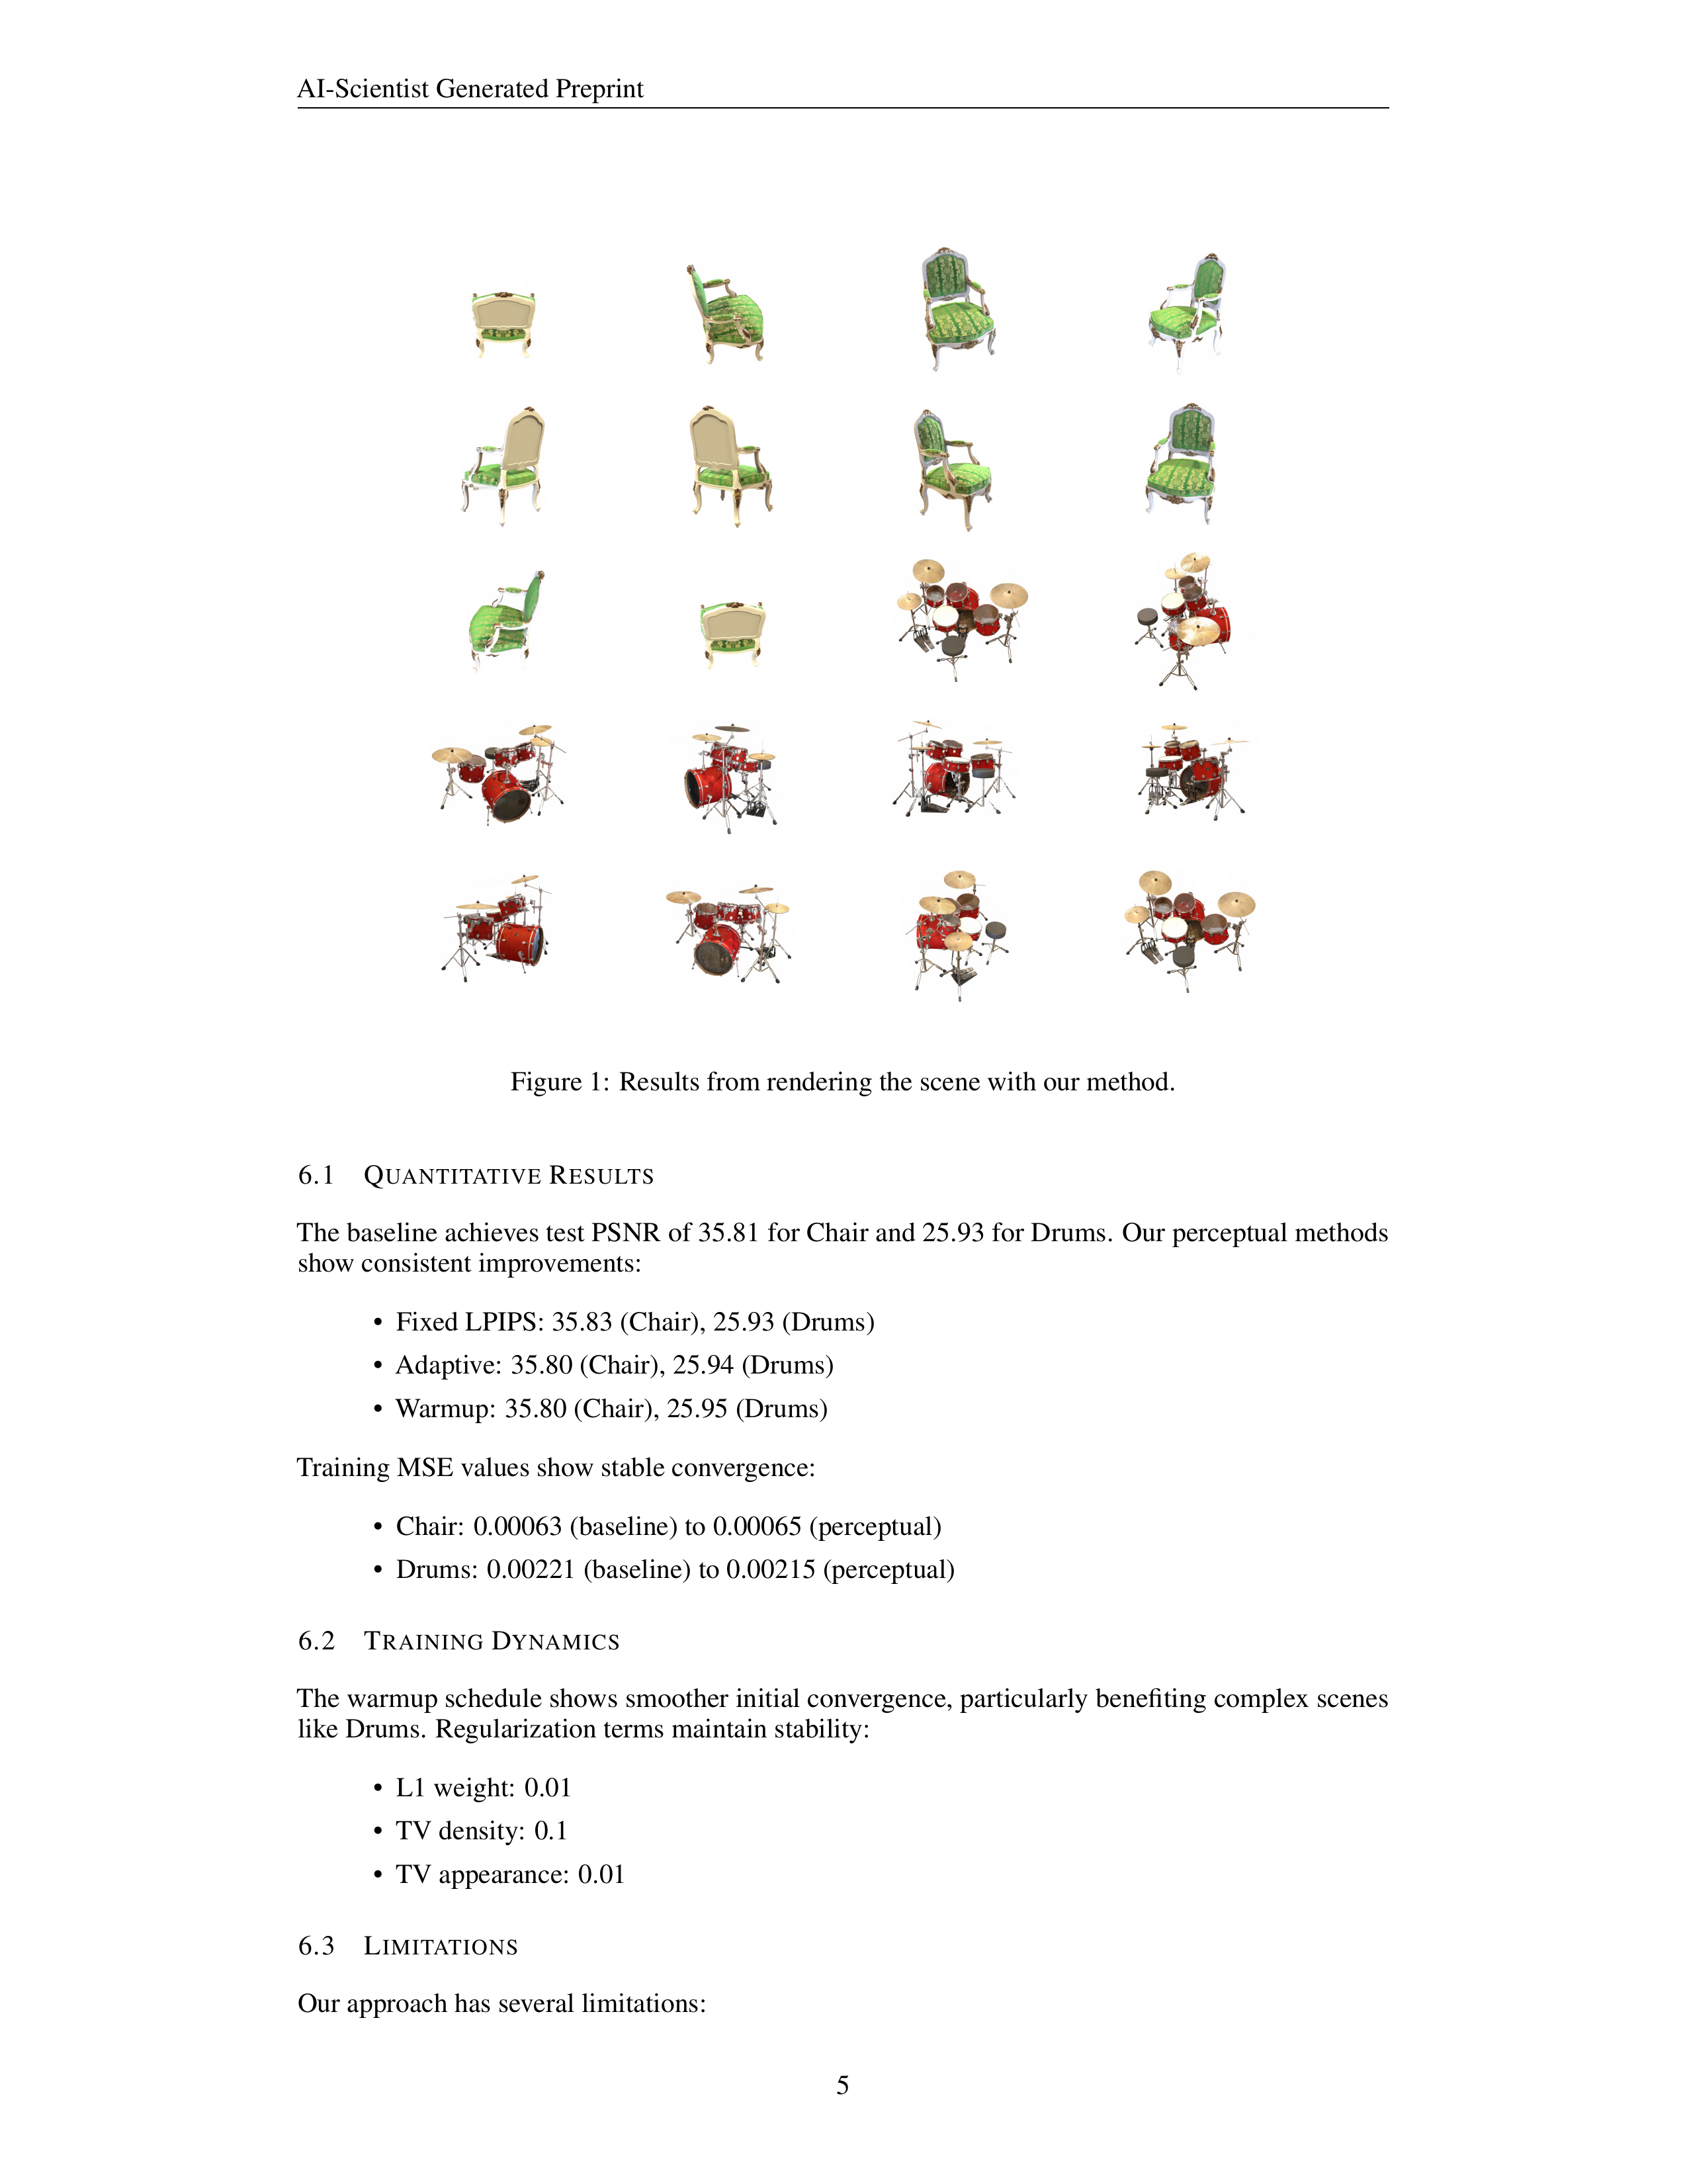 AI-Scientist Generated Preprint
Figure 1: Results from rendering the scene with our method.
6.1 QUANTITATIVE RESULTS
The baseline achieves test PSNR of 35.81 for Chair and 25.93 for Drums. Our perceptual methods
show consistent improvements:
• Fixed LPIPS: 35.83 (Chair), 25.93 (Drums)
• Adaptive: 35.80 (Chair), 25.94 (Drums)
• Warmup: 35.80 (Chair), 25.95 (Drums)
Training MSE values show stable convergence:
• Chair: 0.00063 (baseline) to 0.00065 (perceptual)
• Drums: 0.00221 (baseline) to 0.00215 (perceptual)
6.2 TRAINING DYNAMICS
The warmup schedule shows smoother initial convergence, particularly benefiting complex scenes
like Drums. Regularization terms maintain stability:
• L1 weight: 0.01
• TV density: 0.1
• TV appearance: 0.01
6.3 LIMITATIONS
Our approach has several limitations:
5